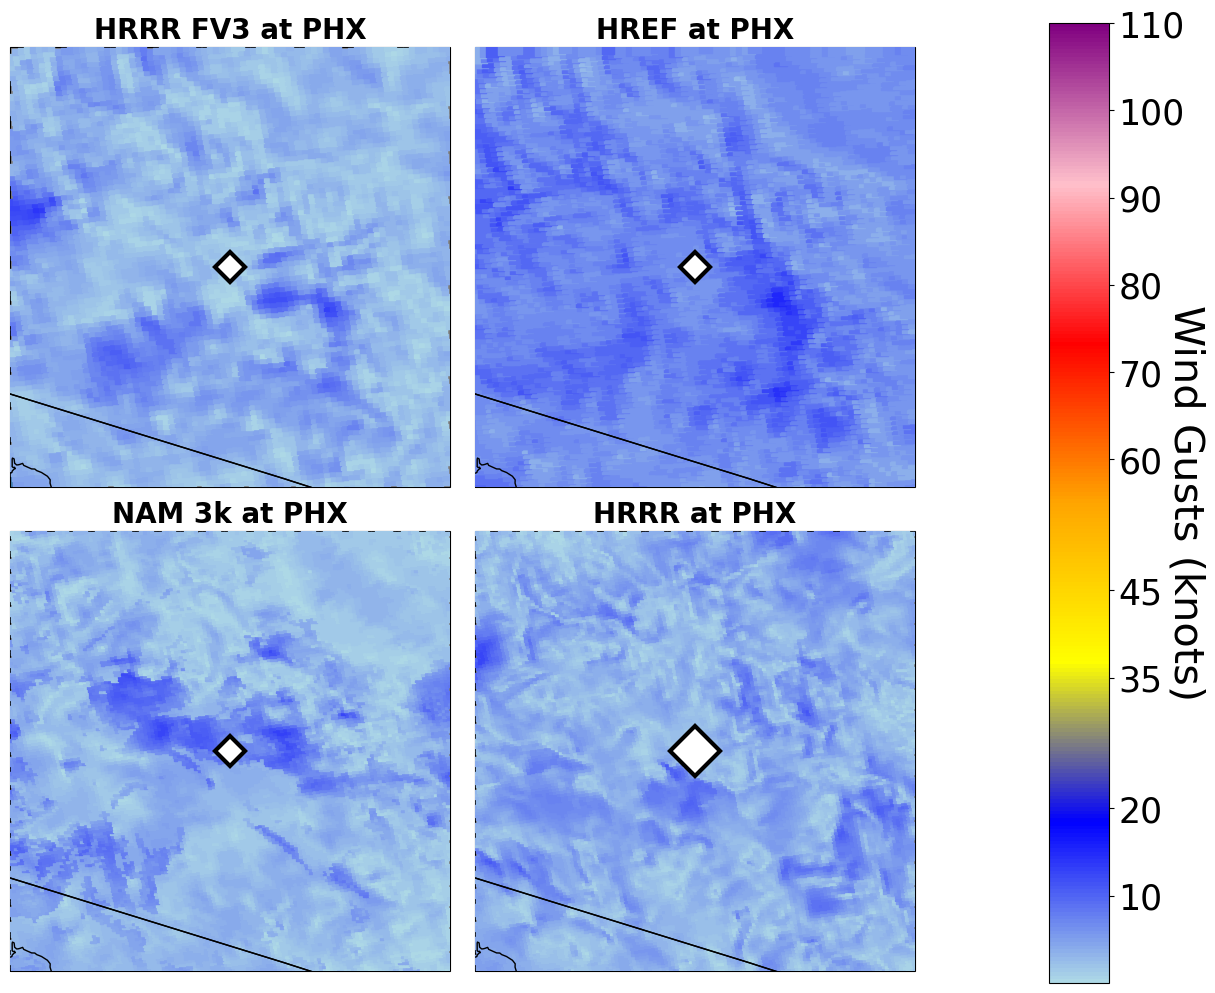 HRRR FV3 at PHX
HREF at PHX
NAM 3k at PHX
HRRR at PHX
110
100
90
80
70
60
45
35
20
10
Wind Gusts (knots)